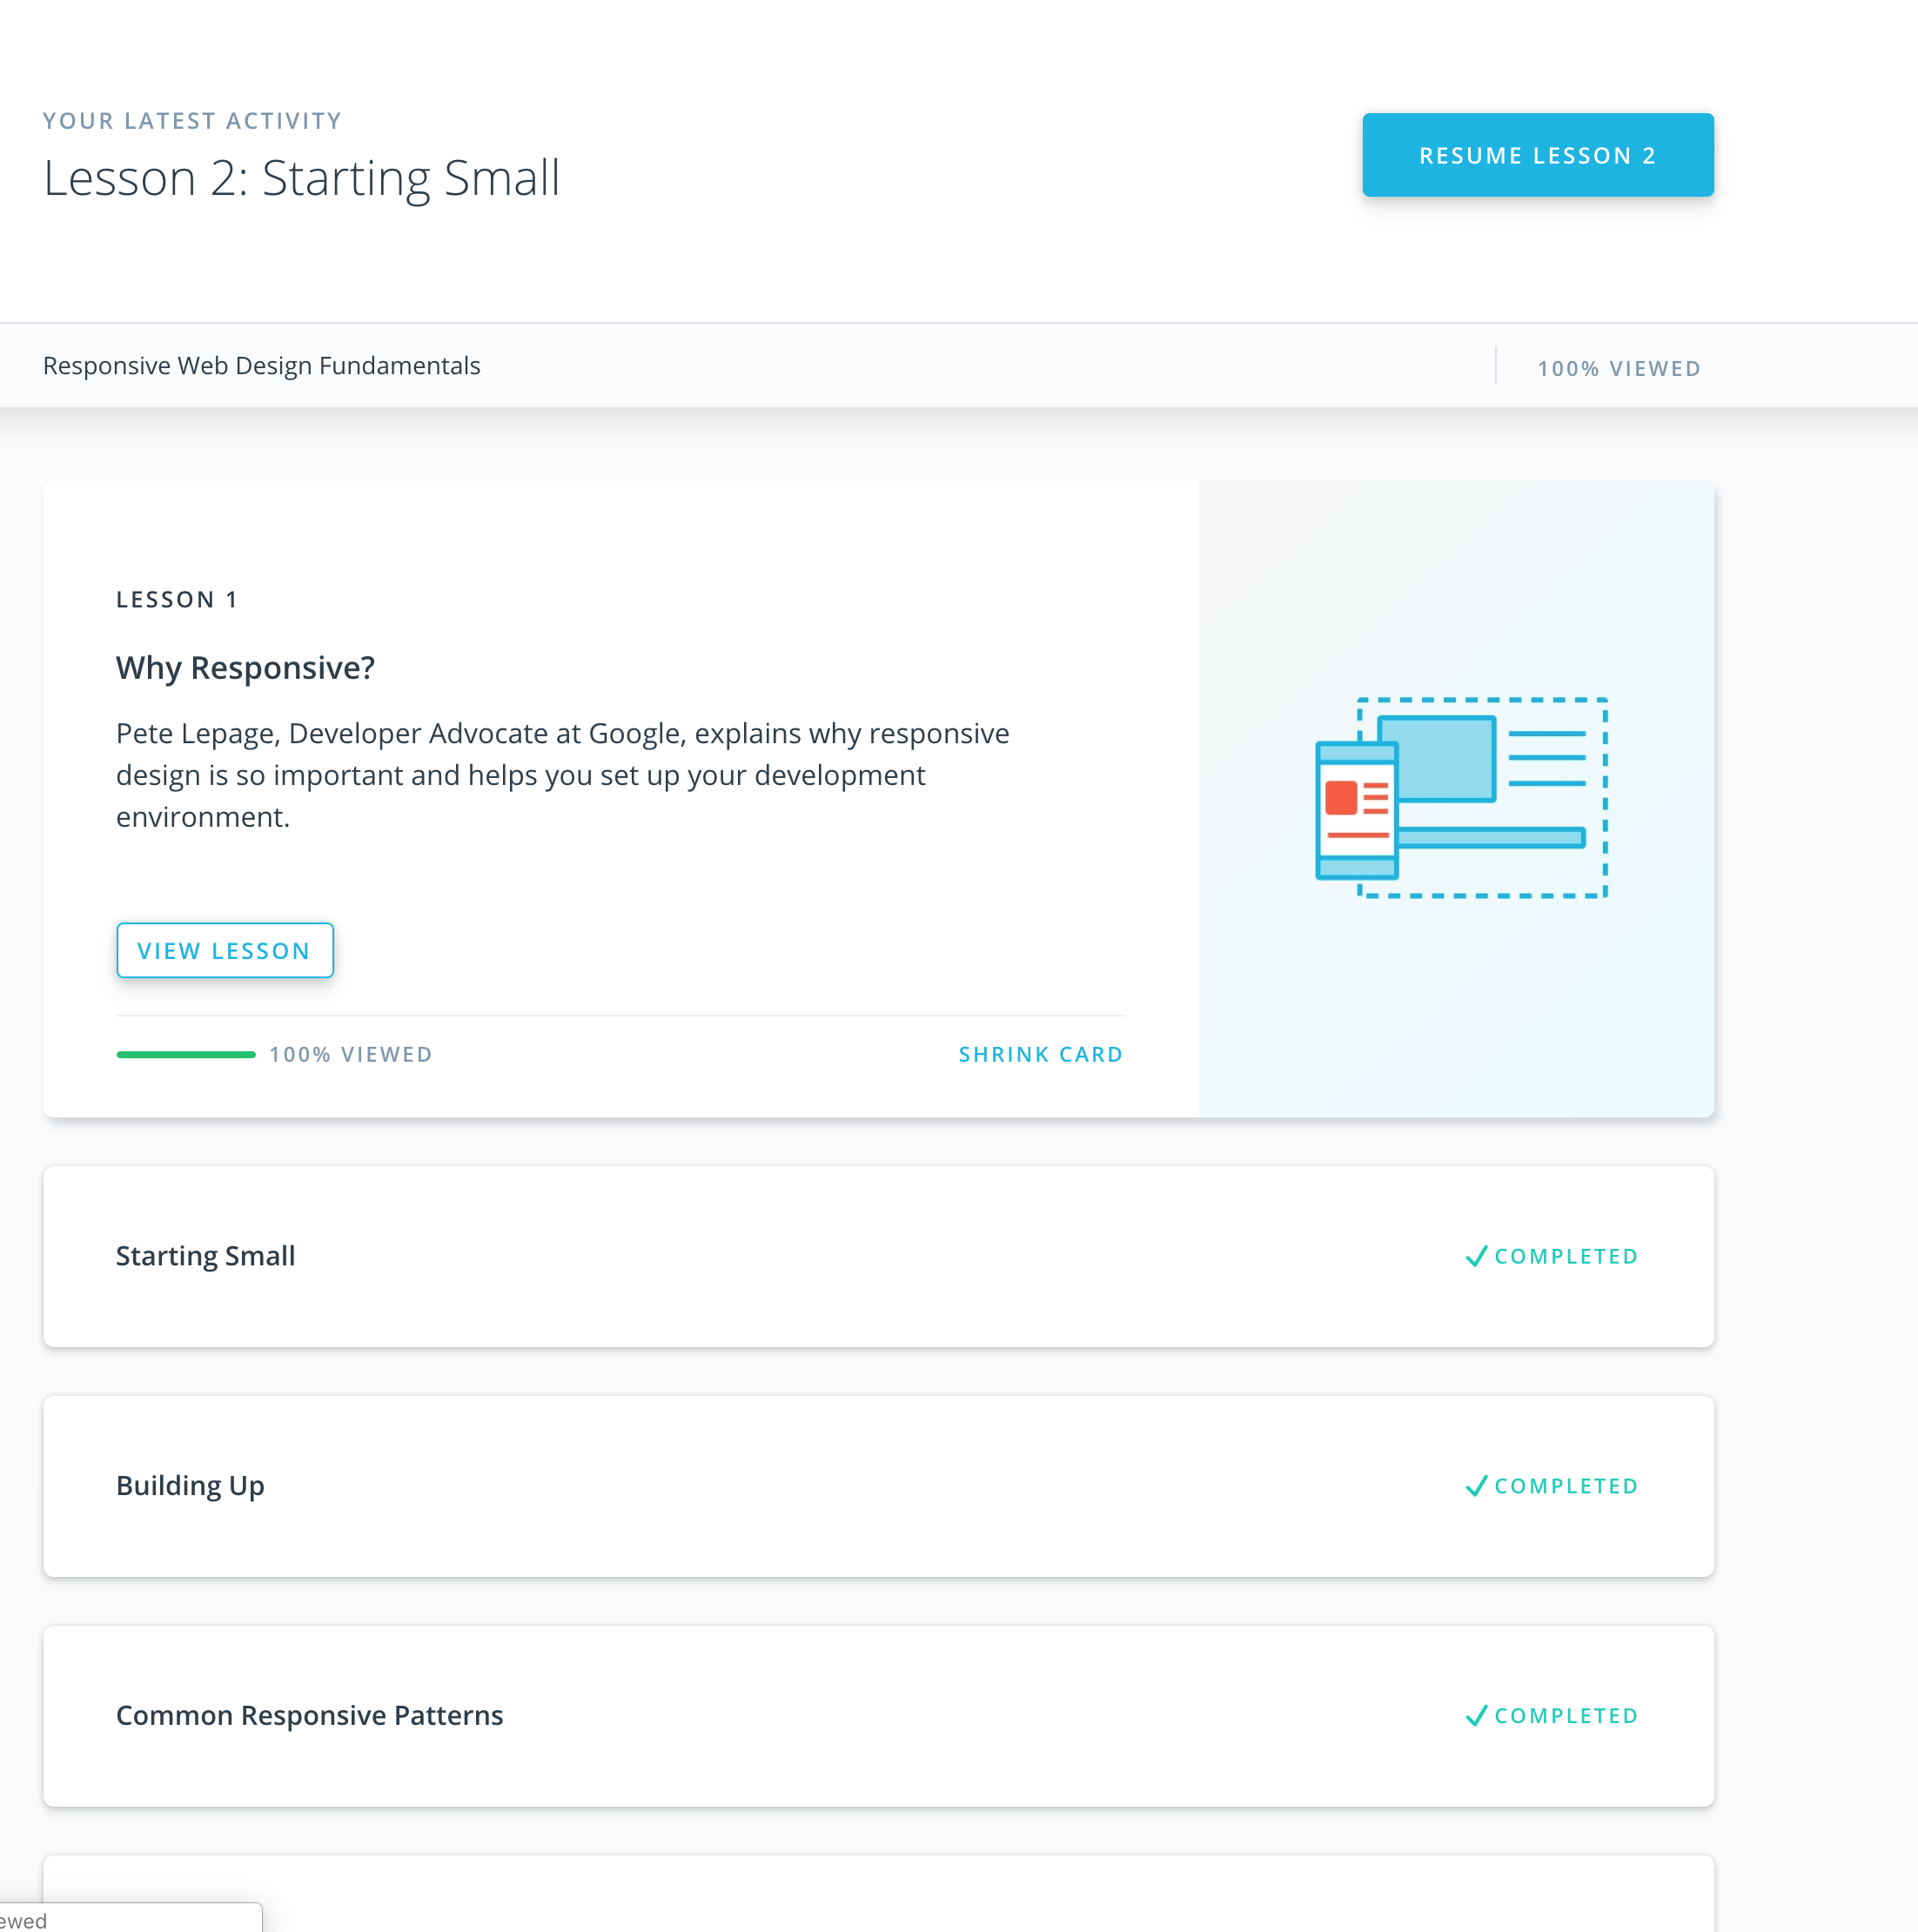 YOUR LATEST ACTIVITY
Lesson 2: Starting Small
RESUME LESSON 2
Responsive Web Design Fundamentals
100% VIEWED
LESSON 1
Why Responsive?
Pete Lepage, Developer Advocate at Google, explains why responsive
design is so important and helps you set up your development
environment.
VIEW LESSON
100% VIEWED
SHRINK CARD
Starting Small
COMPLETED
Building Up
COMPLETED
Common Responsive Patterns
COMPLETED